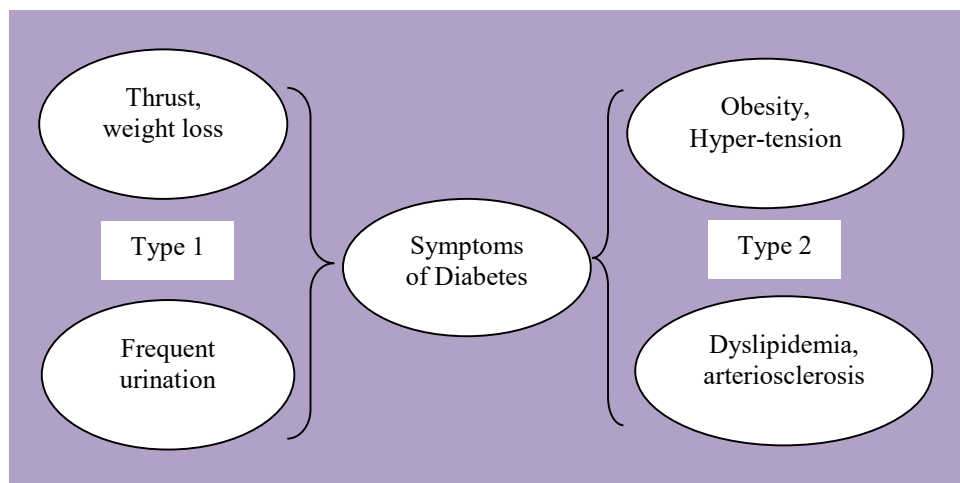 Thrust,
weight loss
Type 1
Frequent
urination
Symptoms
of Diabetes
Obesity,
Hyper-tension
Type 2
Dyslipidemia,
arteriosclerosis